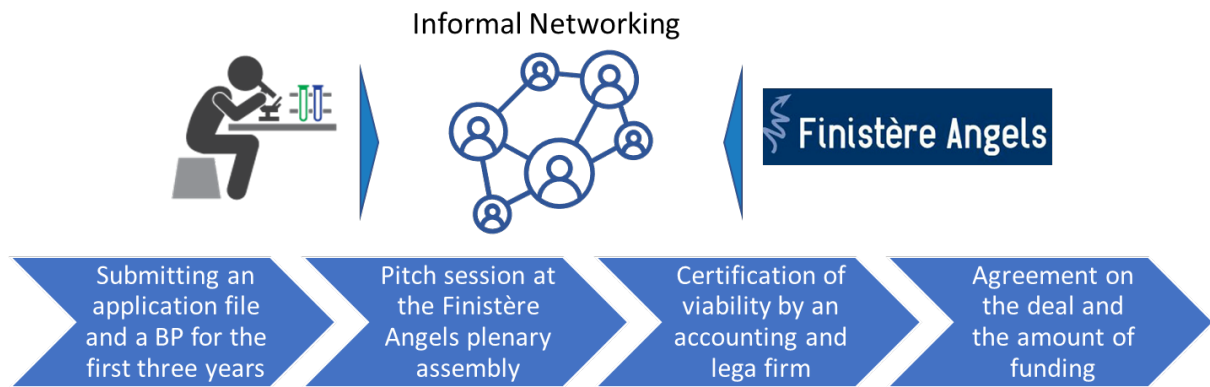 Informal Networking
Finistère Angels
Submitting an
application file
and a BP for the
first three years
Pitch session at
the Finistère
Angels plenary
assembly
Certification of
viability by an
accounting and
lega firm
Agreement on
the deal and
the amount of
funding